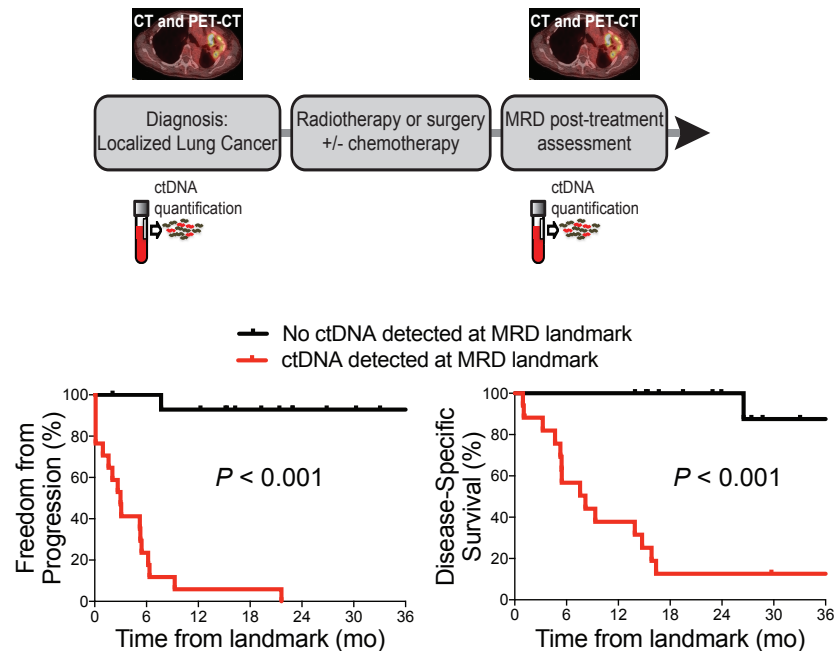 CT and PET-CT
CT and PET-CT
Diagnosis:
Localized Lung Cancer
Radiotherapy or surgery
+/- chemotherapy
MRD post-treatment
assessment
ctDNA
quantification
ctDNA
quantification
No ctDNA detected at MRD landmark
ctDNA detected at MRD landmark
Freedom from
Progression (%)
100
80
60
40
20
0
P < 0.001
0 6 12 18 24 30 36
Time from landmark (mo)
Disease-Specific
Survival (%)
100
80
60
40
20
0
P < 0.001
0 6 12 18 24 30 36
Time from landmark (mo)